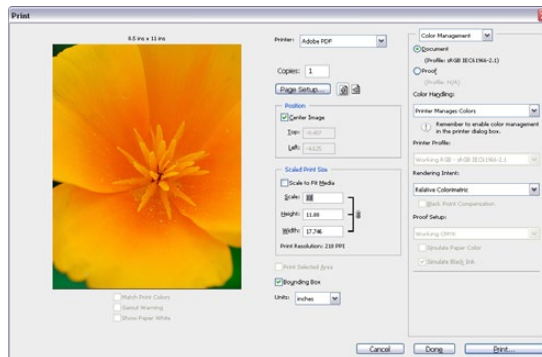 Print
8.5 ins x 11 ins
Match Print Colors
Gamut Warning
Show Paper White
Printer: Adobe PDF
Copies: 1
Page Setup...
Position
Center Image
Top:
Left:
Scaled Print Size
Scale to Fit Media
Scale:
Height: 11.88
Width: 17.746
Print Resolution: 218 PPI
Print Selected Area
Bounding Box
Units: inches
Color Management
Document
(Profile: sRGB IEC61966-2.1)
Proof
(Profile: N/A)
Color Handling:
Printer Manages Colors
Remember to enable color management
in the printer dialog box.
Printer Profile:
Working RGB - sRGB IEC61966-2.1
Rendering Intent:
Relative Colorimetric
Black Point Compensation
Proof Setup:
Working CMYK
Simulate Paper Color
Simulate Black Ink
Cancel
Done
Print...